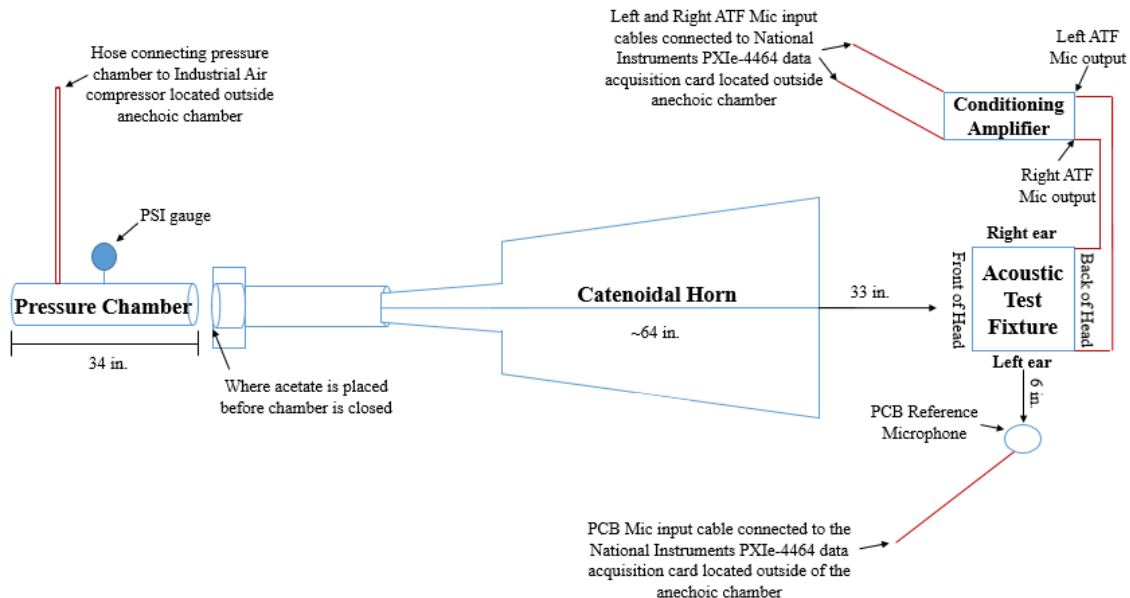 Hose connecting pressure
chamber to Industrial Air
compressor located outside
anechoic chamber
PSI gauge
Pressure Chamber
34 in.
Where acetate is placed
before chamber is closed
Catenoidal Horn
~64 in.
33 in.
Left and Right ATF Mic input
cables connected to National
Instruments PXIe-4464 data
acquisition card located outside
anechoic chamber
Left ATF
Mic output
Conditioning
Amplifier
Right ATF
Mic output
Right ear
Front of Head
Acoustic
Test
Fixture
Back of Head
Left ear
6 in.
PCB Reference
Microphone
PCB Mic input cable connected to the
National Instruments PXIe-4464 data
acquisition card located outside of the
anechoic chamber